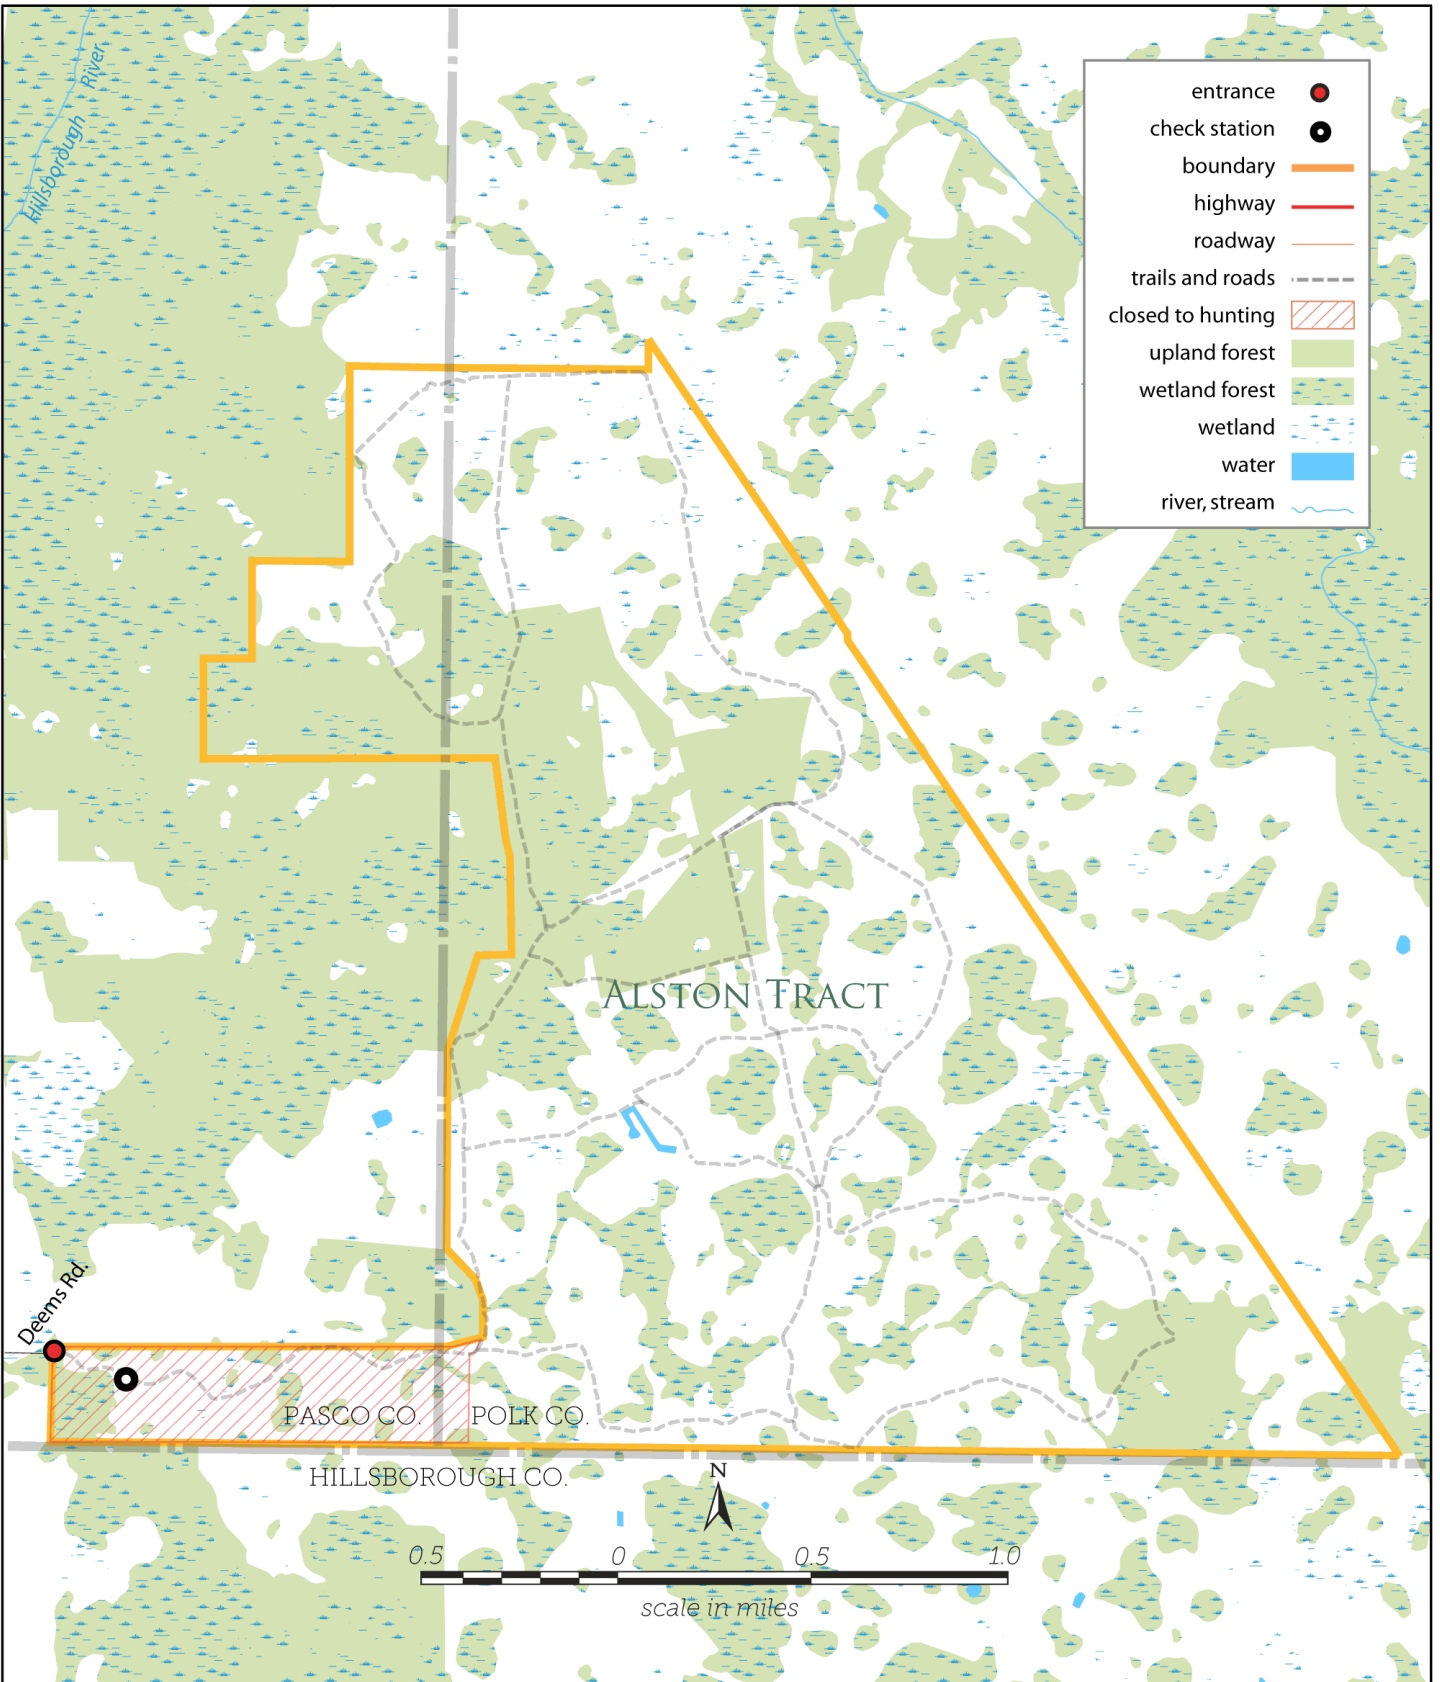 Hillsborough River
entrance
check station
boundary
highway
roadway
trails and roads
closed to hunting
upland forest
wetland forest
wetland
water
river, stream
ALSTON TRACT
Deems Rd.
PASCO CO.
POLK CO.
HILLSBOROUGH CO.
N
0.5 0 0.5 1.0
scale in miles